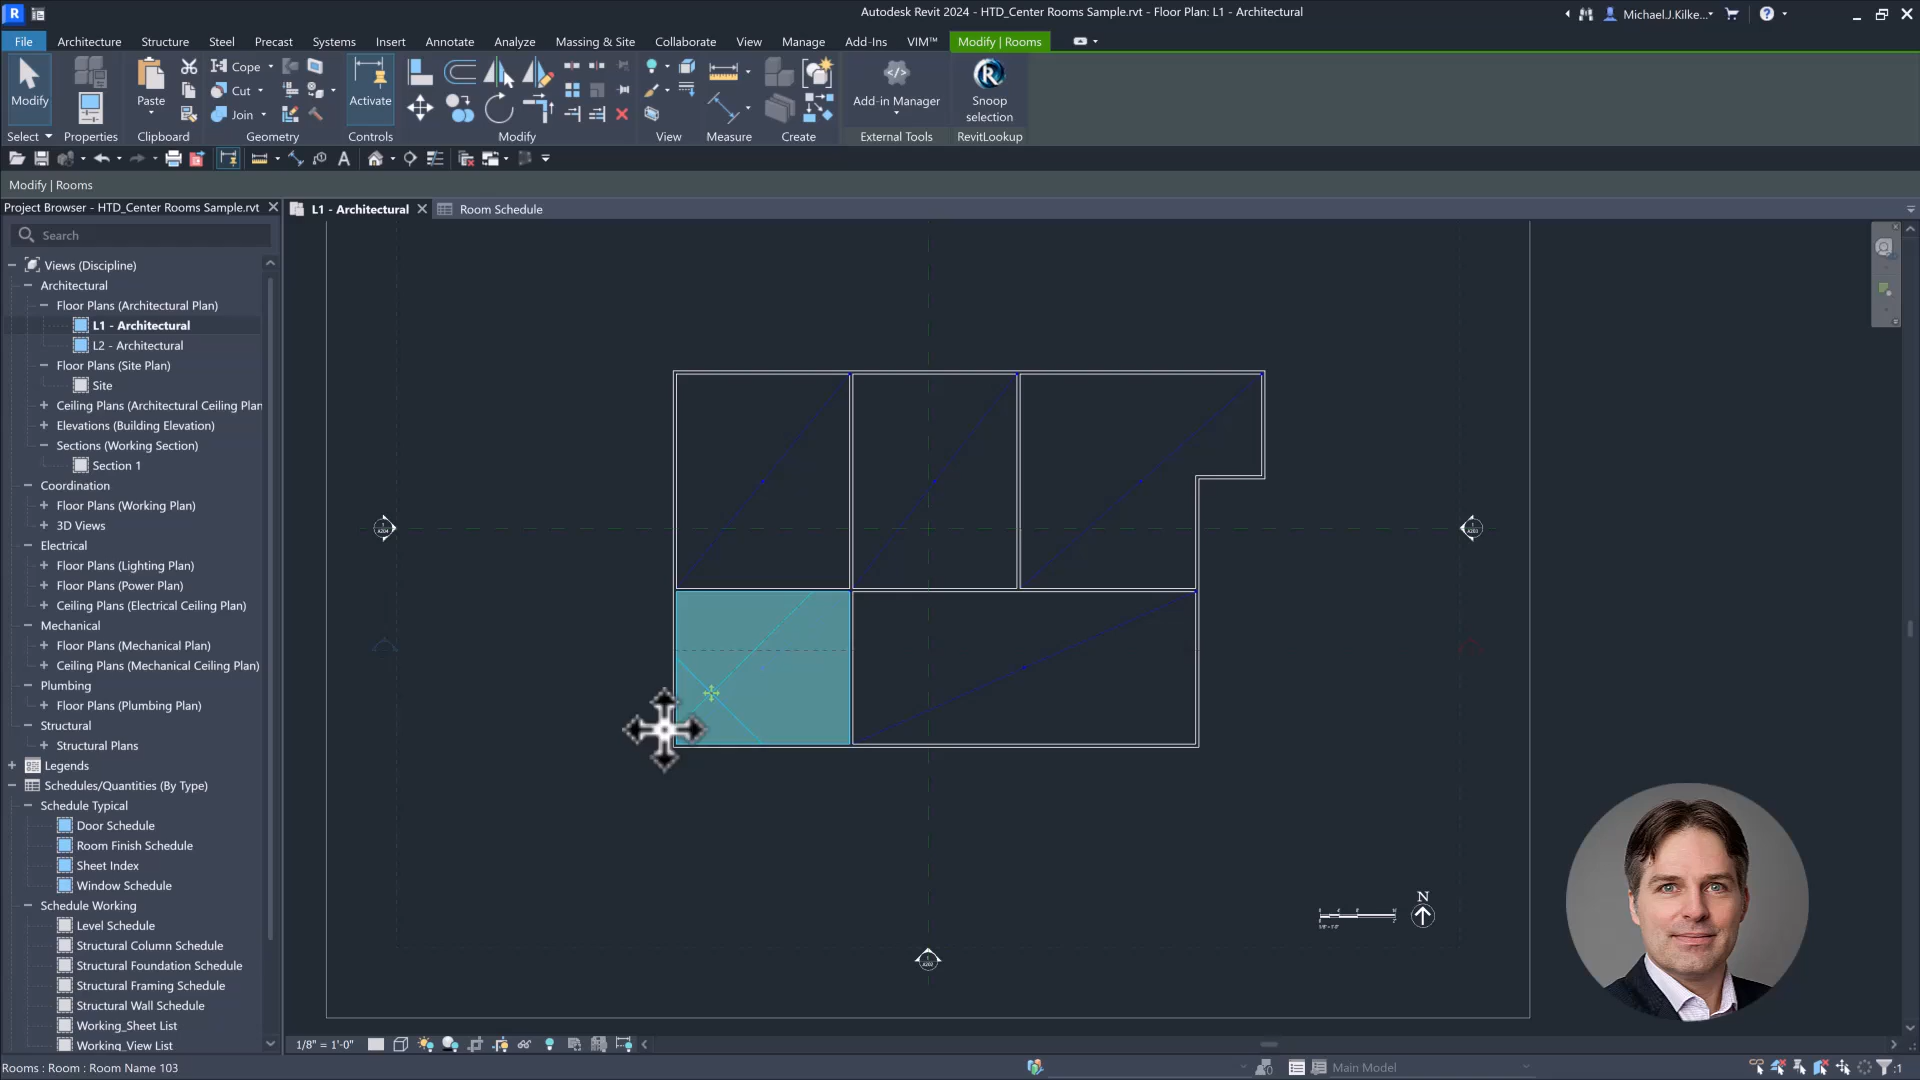 R
Autodesk Revit 2024 - HTD_Center Rooms Sample.rvt - Floor Plan: L1 - Architectural
Michael.J.Kilke...
File
Architecture
Structure
Steel
Precast
Systems
Insert
Annotate
Analyze
Massing & Site
Collaborate
View
Manage
Add-Ins
VIM™
Modify | Rooms
Modify
Paste
Cope
Cut
Join
Activate
Add-in Manager
Snoop
selection
Select
Properties
Clipboard
Geometry
Controls
Modify
View
Measure
Create
External Tools
RevitLookup
Modify | Rooms
Project Browser - HTD_Center Rooms Sample.rvt
L1 - Architectural
Room Schedule
Search
Views (Discipline)
Architectural
Floor Plans (Architectural Plan)
L1 - Architectural
L2 - Architectural
Floor Plans (Site Plan)
Site
Ceiling Plans (Architectural Ceiling Plan
Elevations (Building Elevation)
Sections (Working Section)
Section 1
Coordination
Floor Plans (Working Plan)
3D Views
Electrical
Floor Plans (Lighting Plan)
Floor Plans (Power Plan)
Ceiling Plans (Electrical Ceiling Plan)
Mechanical
Floor Plans (Mechanical Plan)
Ceiling Plans (Mechanical Ceiling Plan)
Plumbing
Floor Plans (Plumbing Plan)
Structural
Structural Plans
Legends
Schedules/Quantities (By Type)
Schedule Typical
Door Schedule
Room Finish Schedule
Sheet Index
Window Schedule
Schedule Working
Level Schedule
Structural Column Schedule
Structural Foundation Schedule
Structural Framing Schedule
Structural Wall Schedule
Working_Sheet List
Working_View List
N
1/8" = 1'-0"
Rooms : Room : Room Name 103
Main Model
:1